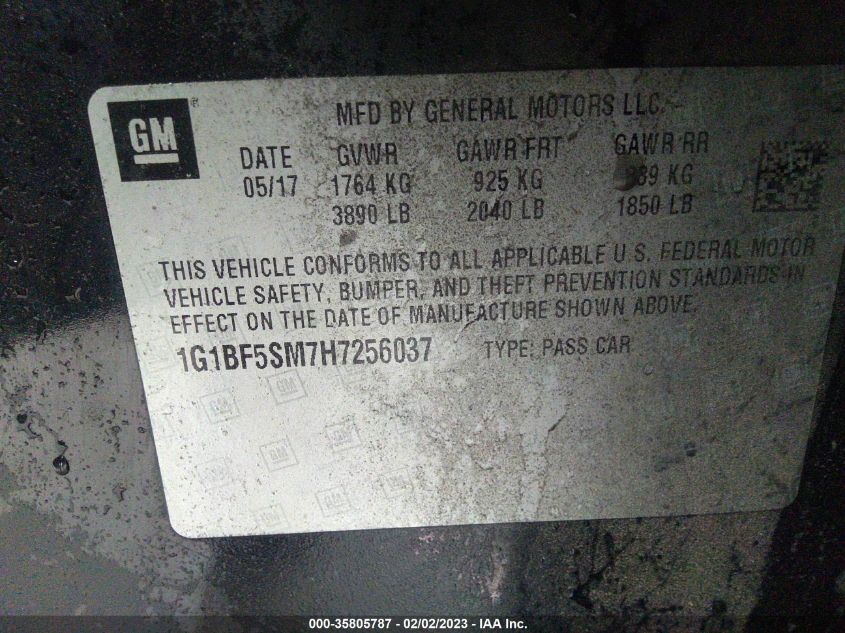 GM
MFD BY GENERAL MOTORS LLC.
DATE GVWR GAWR FRT GAWR RR
05/17 1764 KG 925 KG 39 KG
3890 LB 2040 LB 1850 LB
THIS VEHICLE CONFORMS TO ALL APPLICABLE U.S. FEDERAL MOTOR
VEHICLE SAFETY, BUMPER, AND THEFT PREVENTION STANDARDS IN
EFFECT ON THE DATE OF MANUFACTURE SHOWN ABOVE.
1G1BF5SM7H7256037 TYPE: PASS CAR
000-35805787 - 02/02/2023 - IAA Inc.